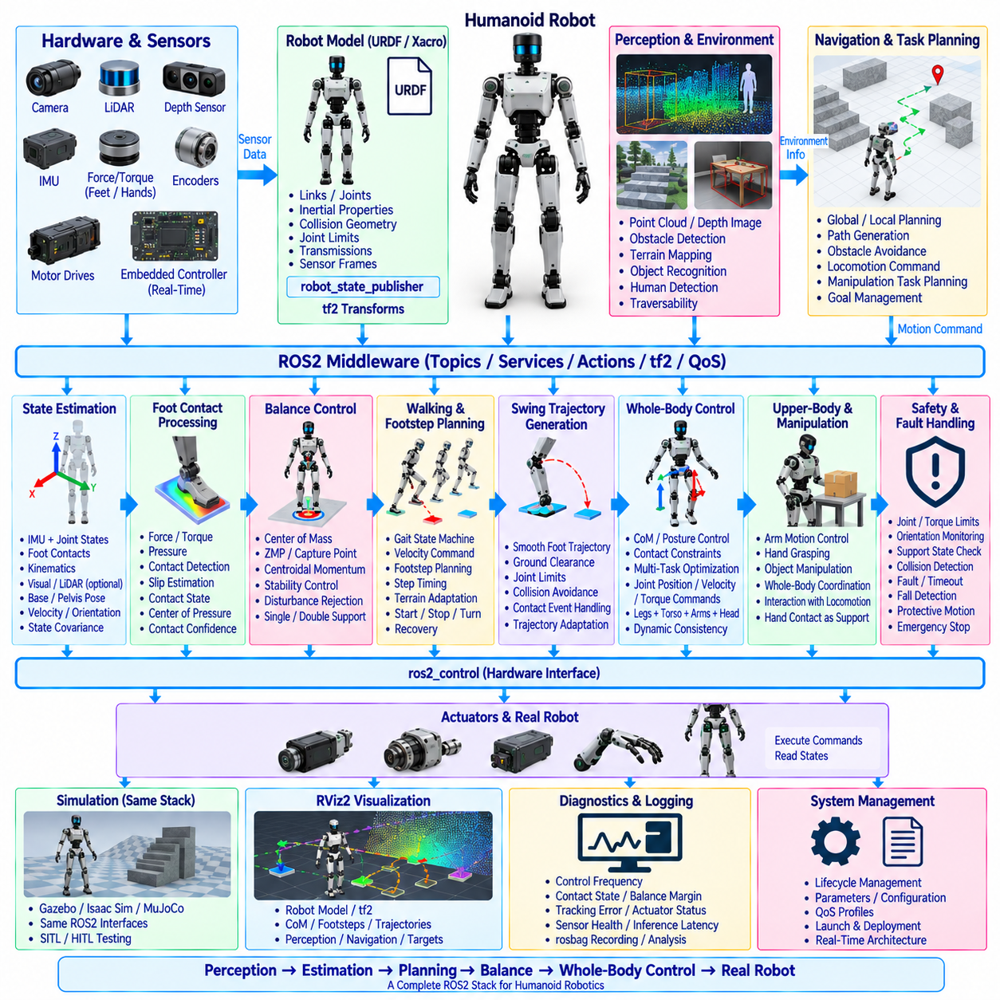 Humanoid Robot
Hardware & Sensors
Camera
LiDAR
Depth Sensor
IMU
Force/Torque
(Feet / Hands)
Encoders
Motor Drives
Embedded Controller
(Real-Time)
Sensor
Data
Robot Model (URDF / Xacro)
URDF
• Links / Joints
• Inertial Properties
• Collision Geometry
• Joint Limits
• Transmissions
• Sensor Frames
robot_state_publisher
tf2 Transforms
Perception & Environment
• Point Cloud / Depth Image
• Obstacle Detection
• Terrain Mapping
• Object Recognition
• Human Detection
• Traversability
Environment
Info
Navigation & Task Planning
• Global / Local Planning
• Path Generation
• Obstacle Avoidance
• Locomotion Command
• Manipulation Task Planning
• Goal Management
Motion Command
ROS2 Middleware (Topics / Services / Actions / tf2 / QoS)
State Estimation
Z
X
Y
• IMU + Joint States
• Foot Contacts
• Kinematics
• Visual / LiDAR (optional)
• Base / Pelvis Pose
• Velocity / Orientation
• State Covariance
Foot Contact
Processing
• Force / Torque
• Pressure
• Contact Detection
• Slip Estimation
• Contact State
• Center of Pressure
• Contact Confidence
Balance Control
• Center of Mass
• ZMP / Capture Point
• Centroidal Momentum
• Stability Control
• Disturbance Rejection
• Single / Double Support
Walking &
Footstep Planning
• Gait State Machine
• Velocity Command
• Footstep Planning
• Step Timing
• Terrain Adaptation
• Start / Stop / Turn
• Recovery
Swing Trajectory
Generation
• Smooth Foot Trajectory
• Ground Clearance
• Joint Limits
• Collision Avoidance
• Contact Event Handling
• Trajectory Adaptation
Whole-Body Control
• CoM / Posture Control
• Contact Constraints
• Multi-Task Optimization
• Joint Position / Velocity
/ Torque Commands
• Legs + Torso + Arms + Head
• Dynamic Consistency
Upper-Body &
Manipulation
• Arm Motion Control
• Hand Grasping
• Object Manipulation
• Whole-Body Coordination
• Interaction with Locomotion
• Hand Contact as Support
Safety &
Fault Handling
• Joint / Torque Limits
• Orientation Monitoring
• Support State Check
• Collision Detection
• Fault / Timeout
• Fall Detection
• Protective Motion
• Emergency Stop
ros2_control (Hardware Interface)
Actuators & Real Robot
Execute Commands
Read States
Simulation (Same Stack)
• Gazebo / Isaac Sim / MuJoCo
• Same ROS2 Interfaces
• SITL / HITL Testing
RViz2 Visualization
• Robot Model / tf2
• CoM / Footsteps / Trajectories
• Perception / Navigation / Targets
Diagnostics & Logging
• Control Frequency
• Contact State / Balance Margin
• Tracking Error / Actuator Status
• Sensor Health / Inference Latency
• rosbag Recording / Analysis
System Management
• Lifecycle Management
• Parameters / Configuration
• QoS Profiles
• Launch & Deployment
• Real-Time Architecture
Perception → Estimation → Planning → Balance → Whole-Body Control → Real Robot
A Complete ROS2 Stack for Humanoid Robotics